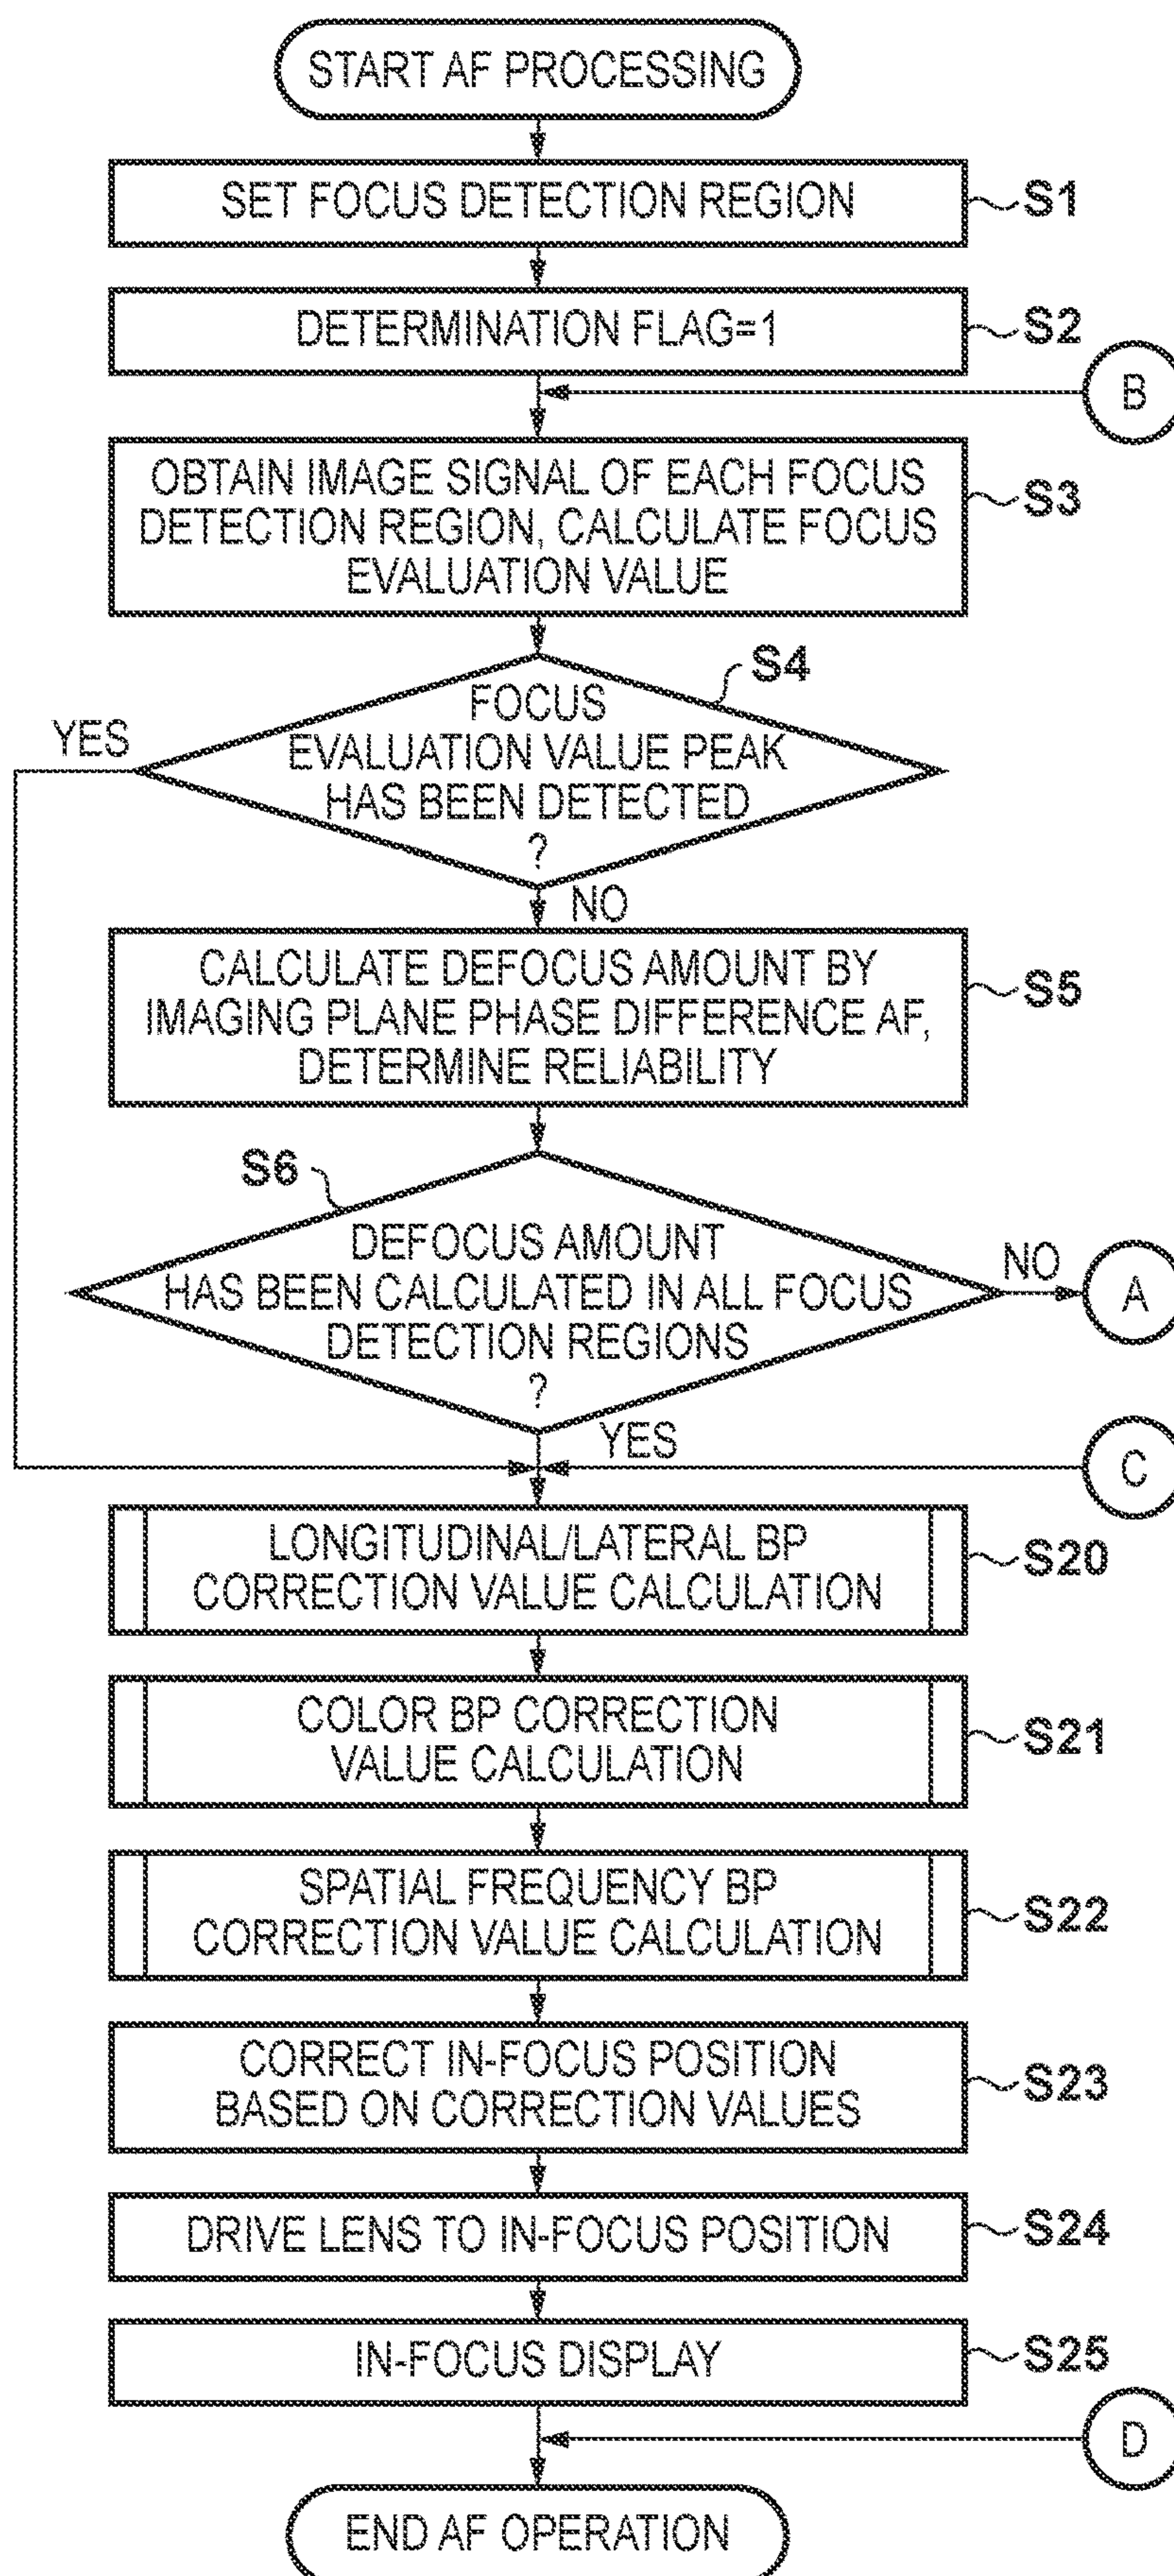 START AF PROCESSING
SET FOCUS DETECTION REGION
S1
DETERMINATION FLAG=1
S2
B
OBTAIN IMAGE SIGNAL OF EACH FOCUS
DETECTION REGION, CALCULATE FOCUS
EVALUATION VALUE
S3
S4
FOCUS
EVALUATION VALUE PEAK
HAS BEEN DETECTED
?
YES
NO
CALCULATE DEFOCUS AMOUNT BY
IMAGING PLANE PHASE DIFFERENCE AF,
DETERMINE RELIABILITY
S5
S6
DEFOCUS AMOUNT
HAS BEEN CALCULATED IN ALL FOCUS
DETECTION REGIONS
?
NO
A
YES
C
LONGITUDINAL/LATERAL BP
CORRECTION VALUE CALCULATION
S20
COLOR BP CORRECTION
VALUE CALCULATION
S21
SPATIAL FREQUENCY BP
CORRECTION VALUE CALCULATION
S22
CORRECT IN-FOCUS POSITION
BASED ON CORRECTION VALUES
S23
DRIVE LENS TO IN-FOCUS POSITION
S24
IN-FOCUS DISPLAY
S25
D
END AF OPERATION